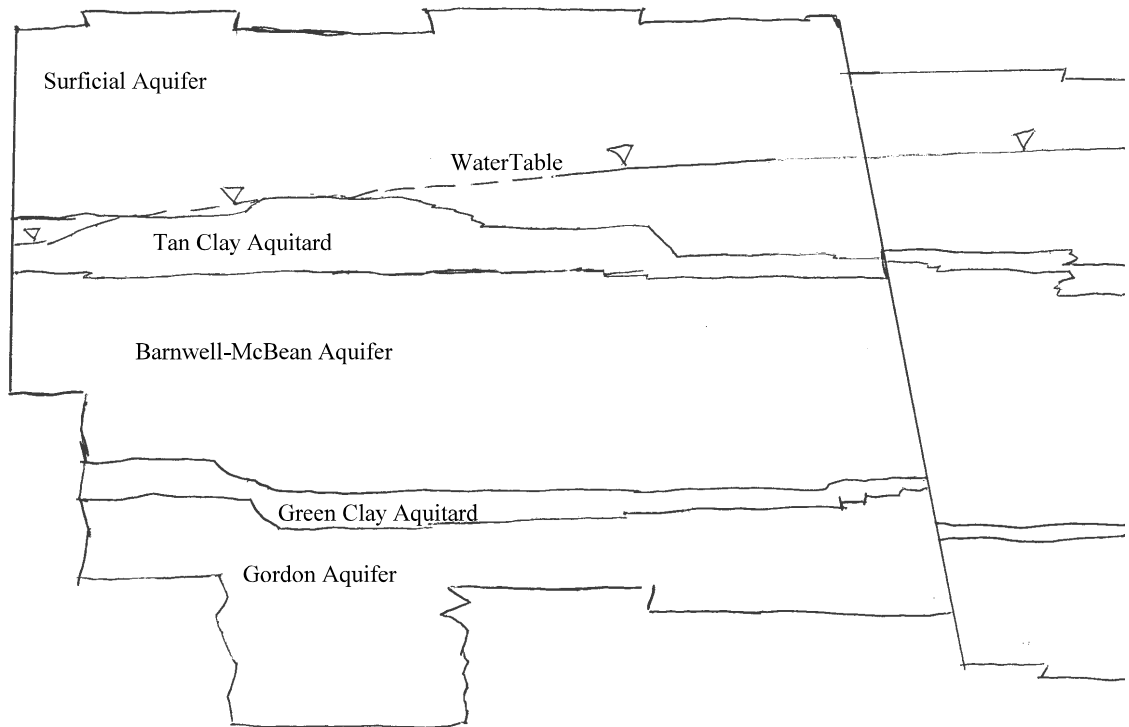 Surficial Aquifer
WaterTable
Tan Clay Aquitard
Barnwell-McBean Aquifer
Green Clay Aquitard
Gordon Aquifer